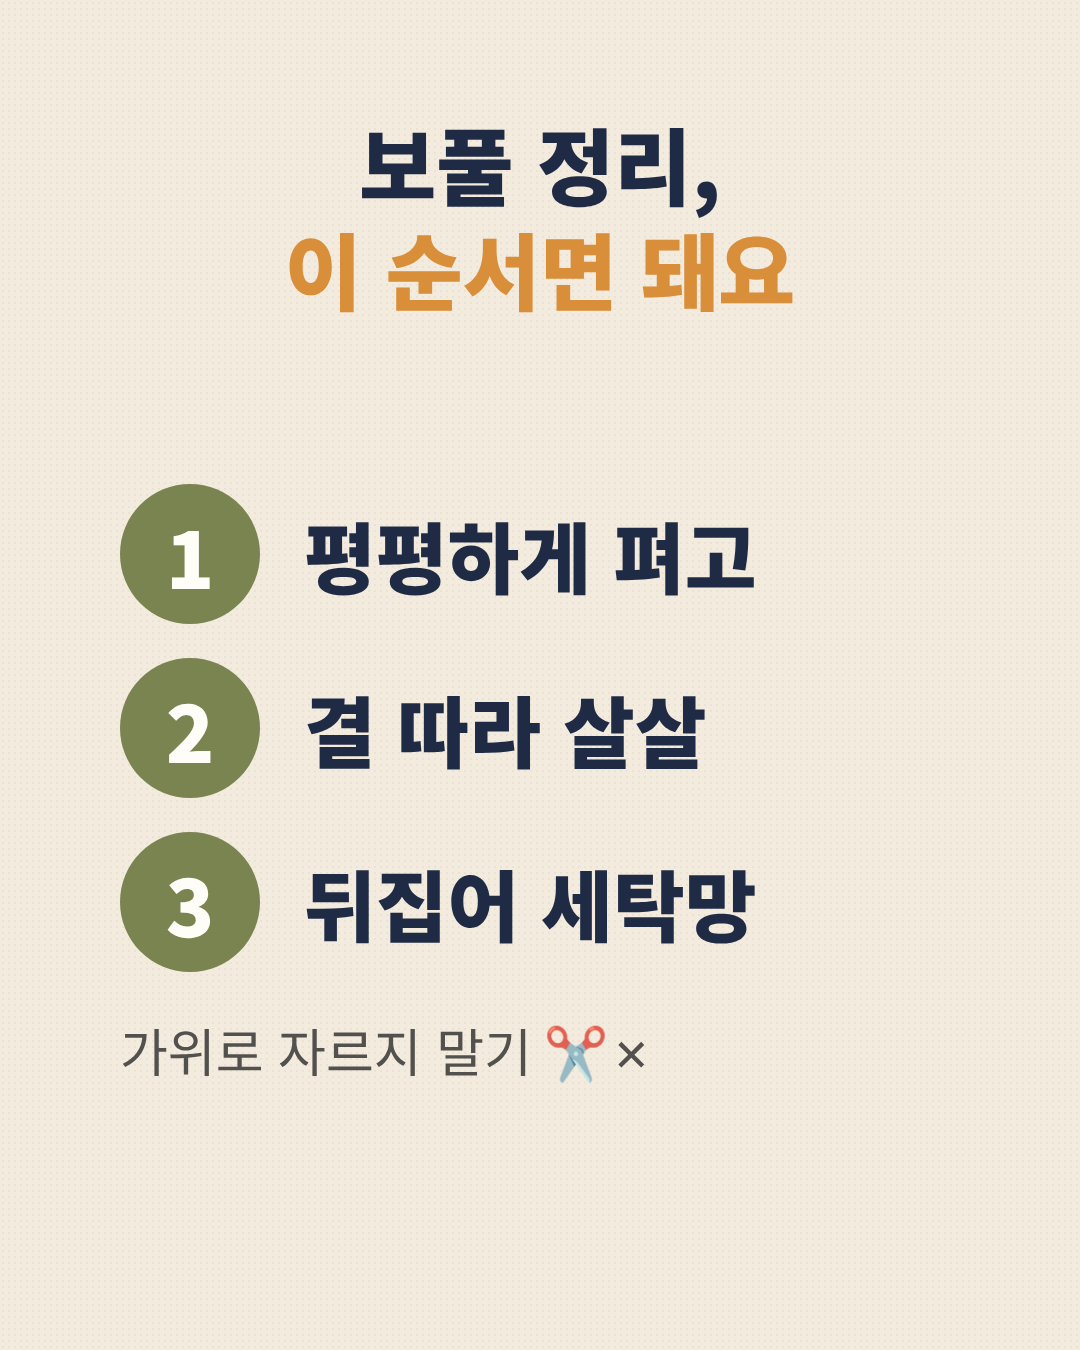 보풀 정리,
이 순서면 돼요
1 평평하게 펴고
2 결 따라 살살
3 뒤집어 세탁망
가위로 자르지 말기 ✂️ ×